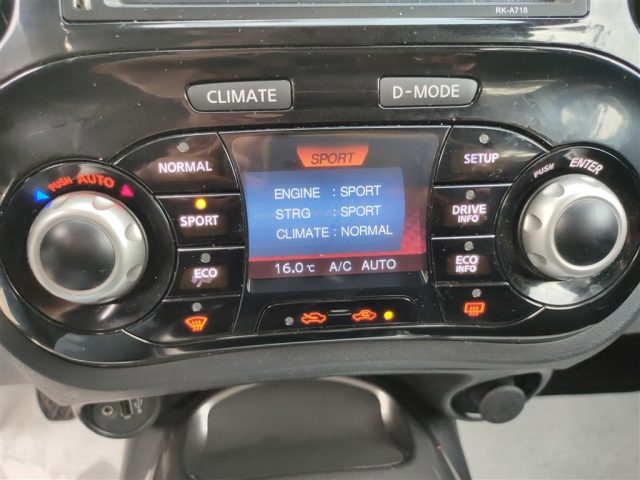 RK-A718
CLIMATE
D-MODE
PUSH AUTO
NORMAL
SPORT
ECO
SPORT
ENGINE : SPORT
STRG : SPORT
CLIMATE : NORMAL
16.0℃ A/C AUTO
SETUP
DRIVE
INFO
ECO
INFO
PUSH ENTER